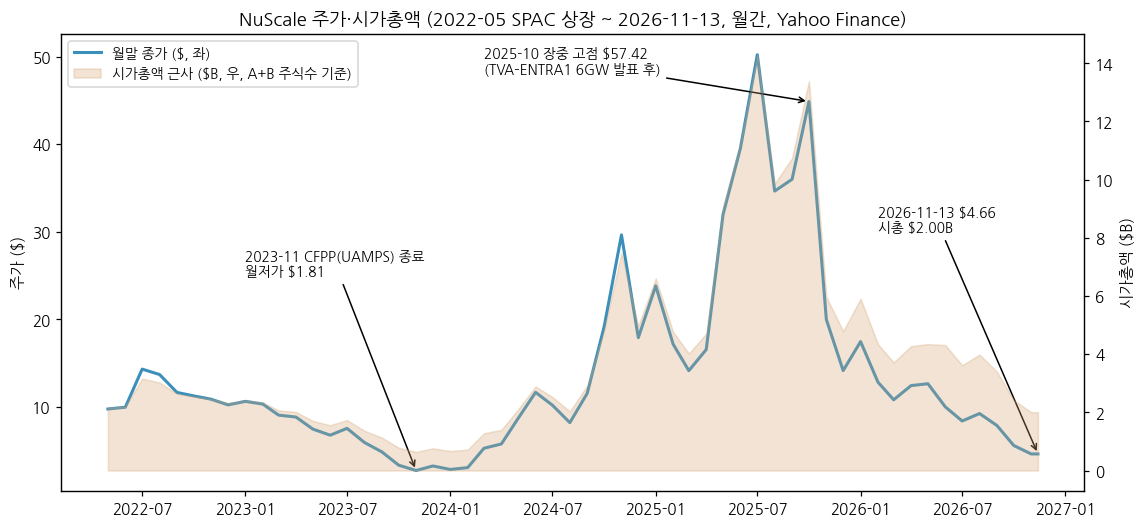 NuScale 주가·시가총액 (2022-05 SPAC 상장 ~ 2026-11-13, 월간, Yahoo Finance)
월말 종가 ($, 좌)
시가총액 근사 ($B, 우, A+B 주식수 기준)
2025-10 장중 고점 $57.42
(TVA-ENTRA1 6GW 발표 후)
2026-11-13 $4.66
시총 $2.00B
2023-11 CFPP(UAMPS) 종료
월저가 $1.81
주가 ($)
50
40
30
20
10
시가총액 ($B)
14
12
10
8
6
4
2
0
2022-07
2023-01
2023-07
2024-01
2024-07
2025-01
2025-07
2026-01
2026-07
2027-01